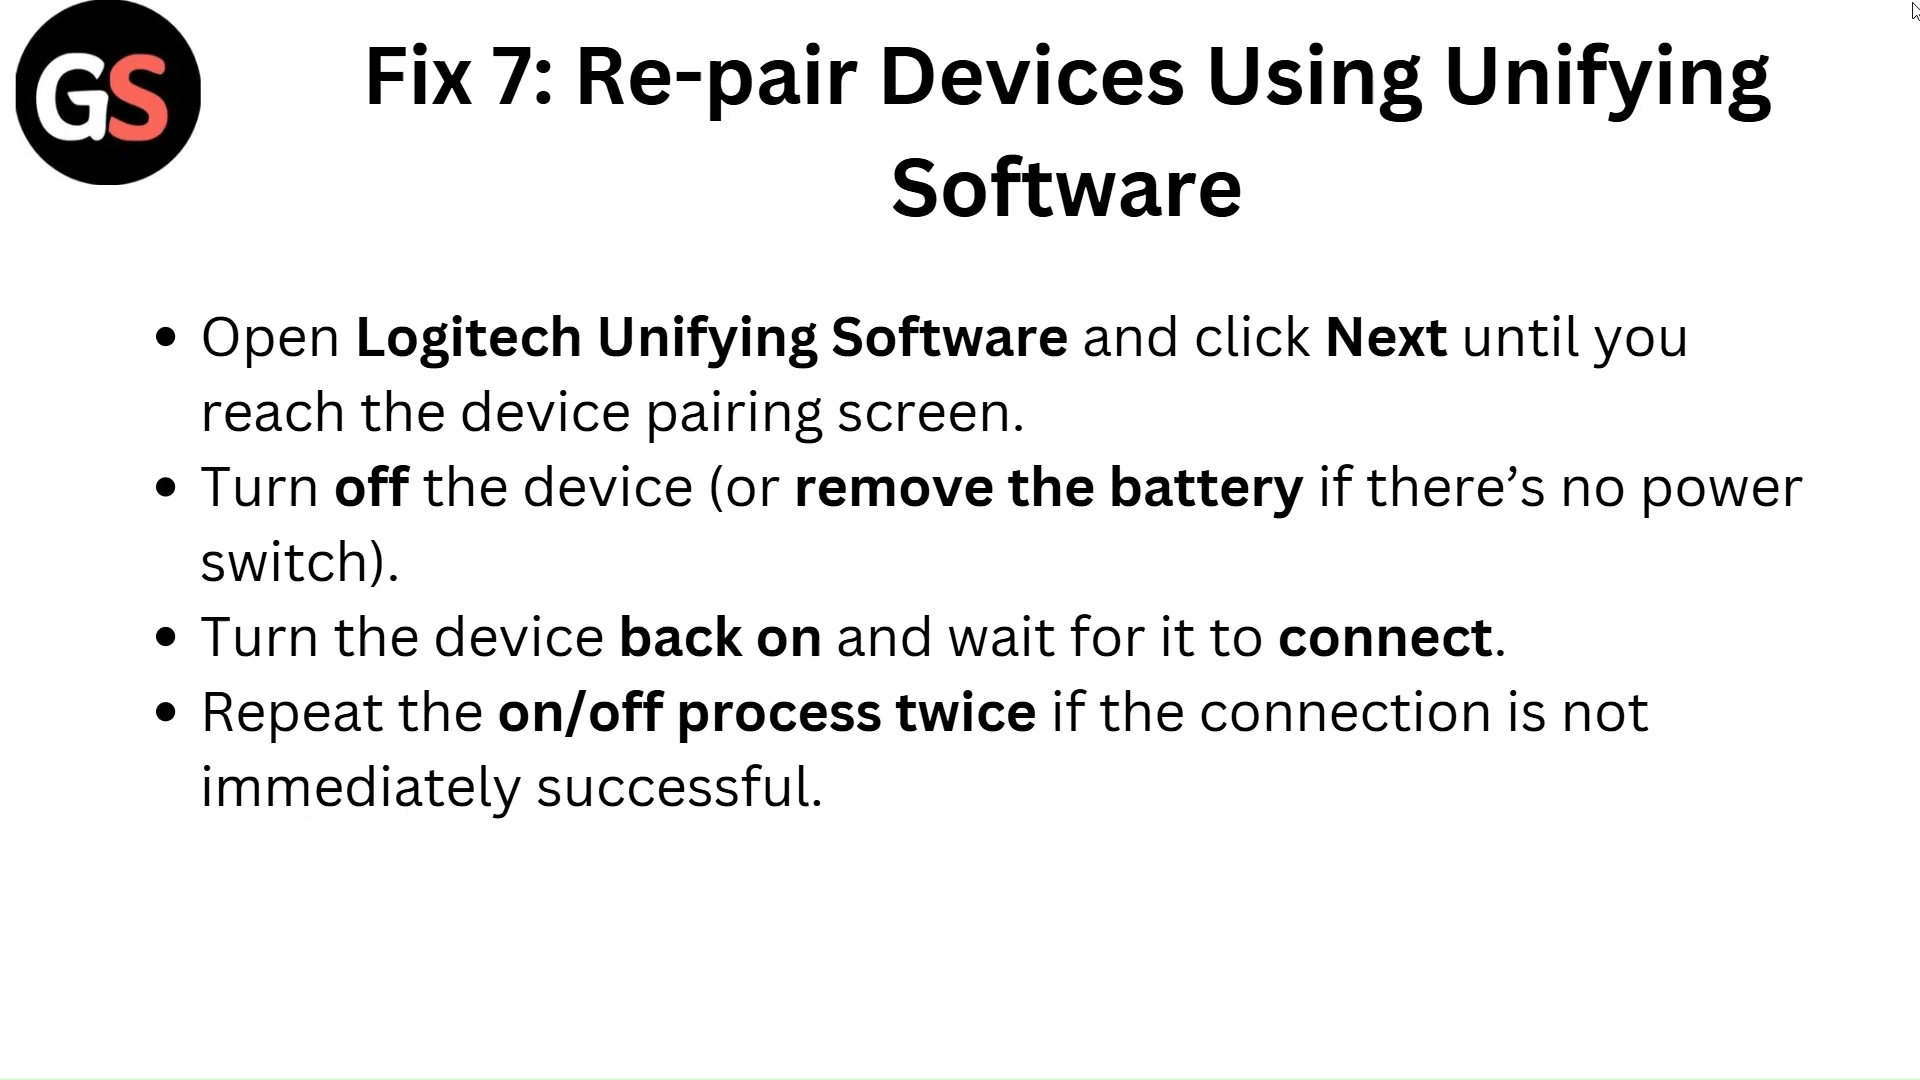 GS
Fix 7: Re-pair Devices Using Unifying
Software
• Open Logitech Unifying Software and click Next until you
reach the device pairing screen.
• Turn off the device (or remove the battery if there’s no power
switch).
• Turn the device back on and wait for it to connect.
• Repeat the on/off process twice if the connection is not
immediately successful.